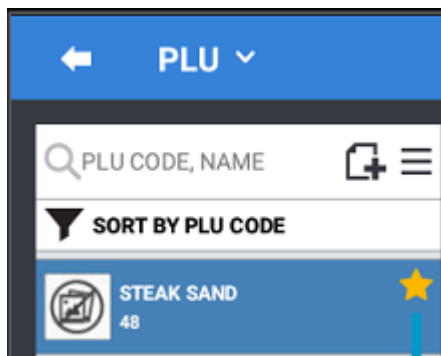 PLU
PLU CODE, NAME
SORT BY PLU CODE
STEAK SAND
48